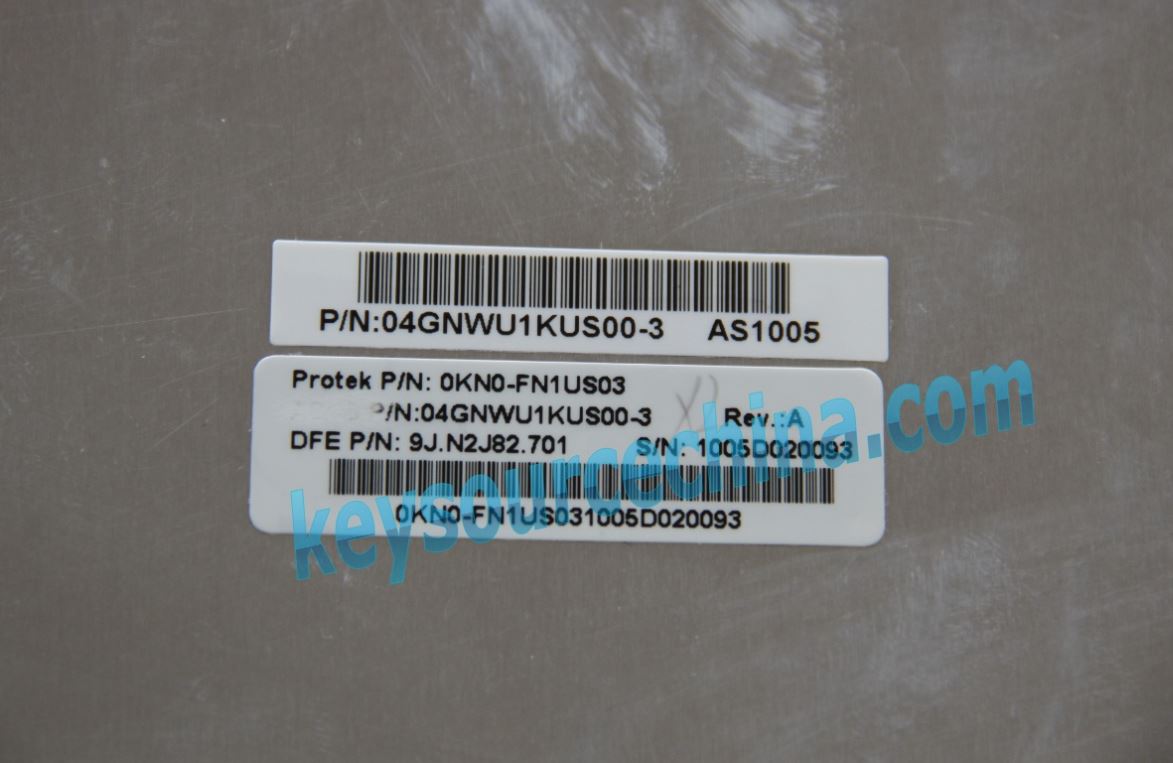 P/N:04GNWU1KUS00-3 AS1005
Protek P/N: 0KN0-FN1US03
P/N:04GNWU1KUS00-3 Rev.:A
DFE P/N: 9J.N2J82.701 S/N: 1005D020093
0KN0-FN1US031005D020093
keysourcechina.com